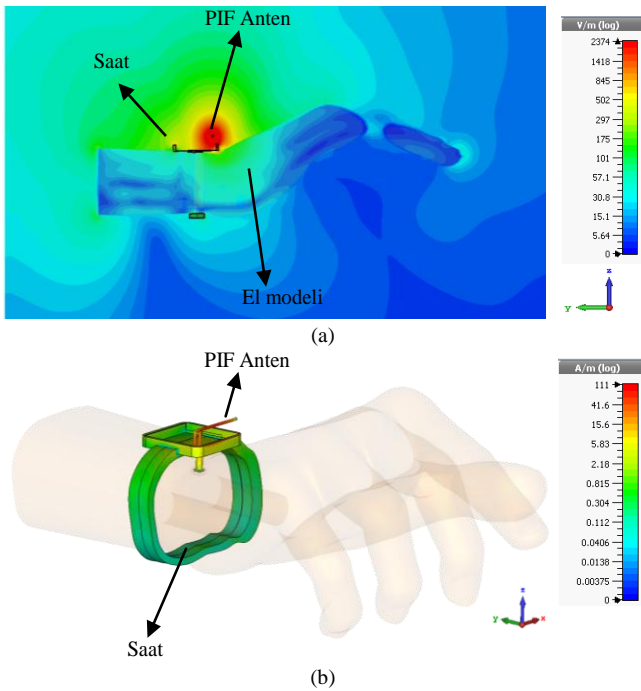 PIF Anten
Saat
V/m (log)
2374
1418
845
502
297
175
101
57.1
30.8
15.1
5.64
0
El modeli
z
Y
(a)
PIF Anten
A/m (log)
111
41.6
15.6
5.83
2.18
0.815
0.304
0.112
0.0406
0.0138
0.00375
0
z
y
x
Saat
(b)